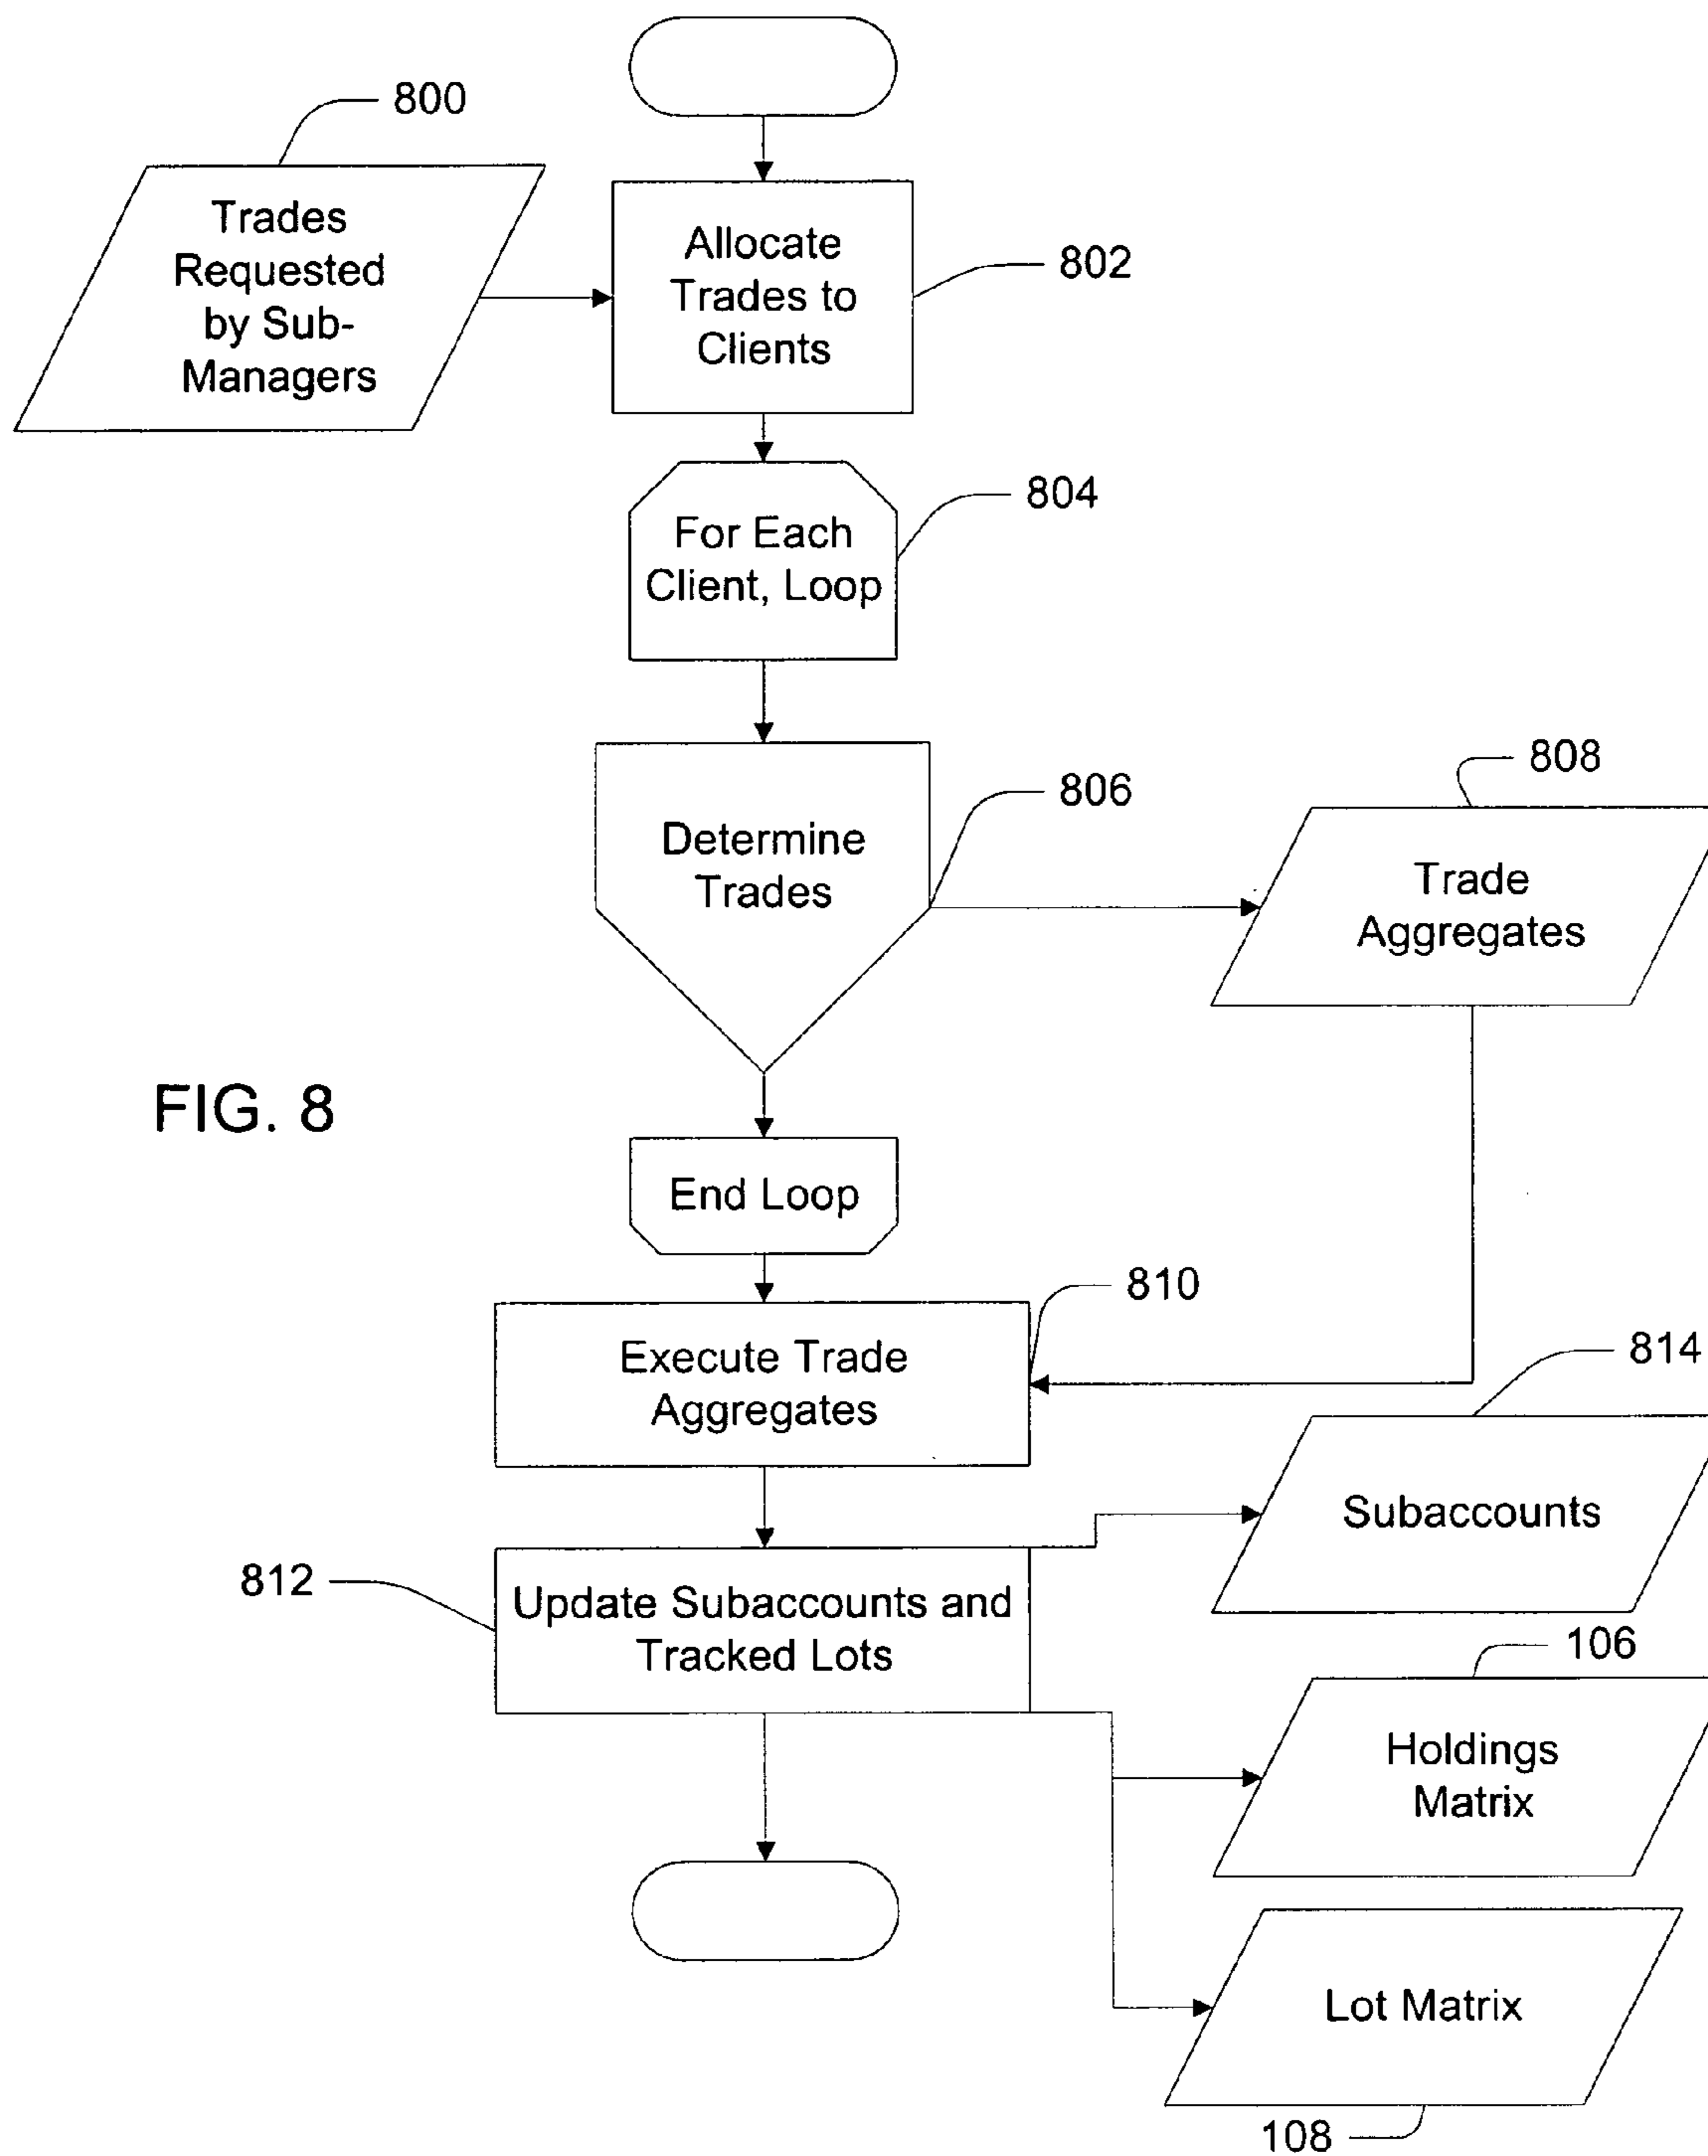 800
Trades
Requested
by Sub-
Managers
Allocate
Trades to
Clients
802
For Each
Client, Loop
804
Determine
Trades
806
808
Trade
Aggregates
FIG. 8
End Loop
810
Execute Trade
Aggregates
814
Subaccounts
812
Update Subaccounts and
Tracked Lots
106
Holdings
Matrix
Lot Matrix
108